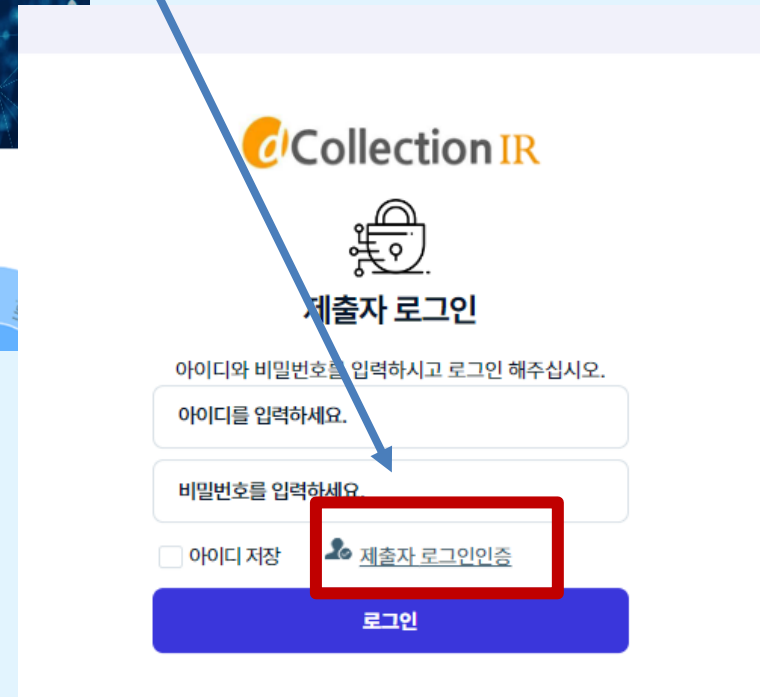 dCollection IR
제출자 로그인
아이디와 비밀번호를 입력하시고 로그인 해주십시오.
아이디를 입력하세요.
비밀번호를 입력하세요.
아이디 저장 제출자 로그인인증
로그인